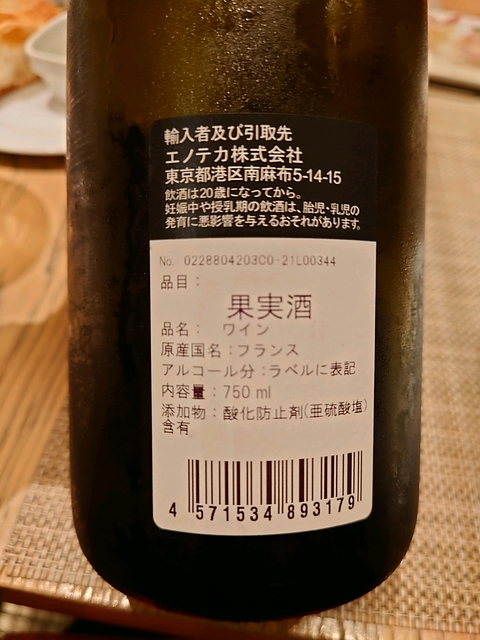 輸入者及び引取先
エノテカ株式会社
東京都港区南麻布5-14-15
飲酒は20歳になってから。
妊娠中や授乳期の飲酒は、胎児・乳児の
発育に悪影響を与えるおそれがあります。
No. 0228804203C0-21L00344
品目：
果実酒
品名： ワイン
原産国名：フランス
アルコール分：ラベルに表記
内容量：750 ml
添加物：酸化防止剤(亜硫酸塩)
含有
4 571534 893179